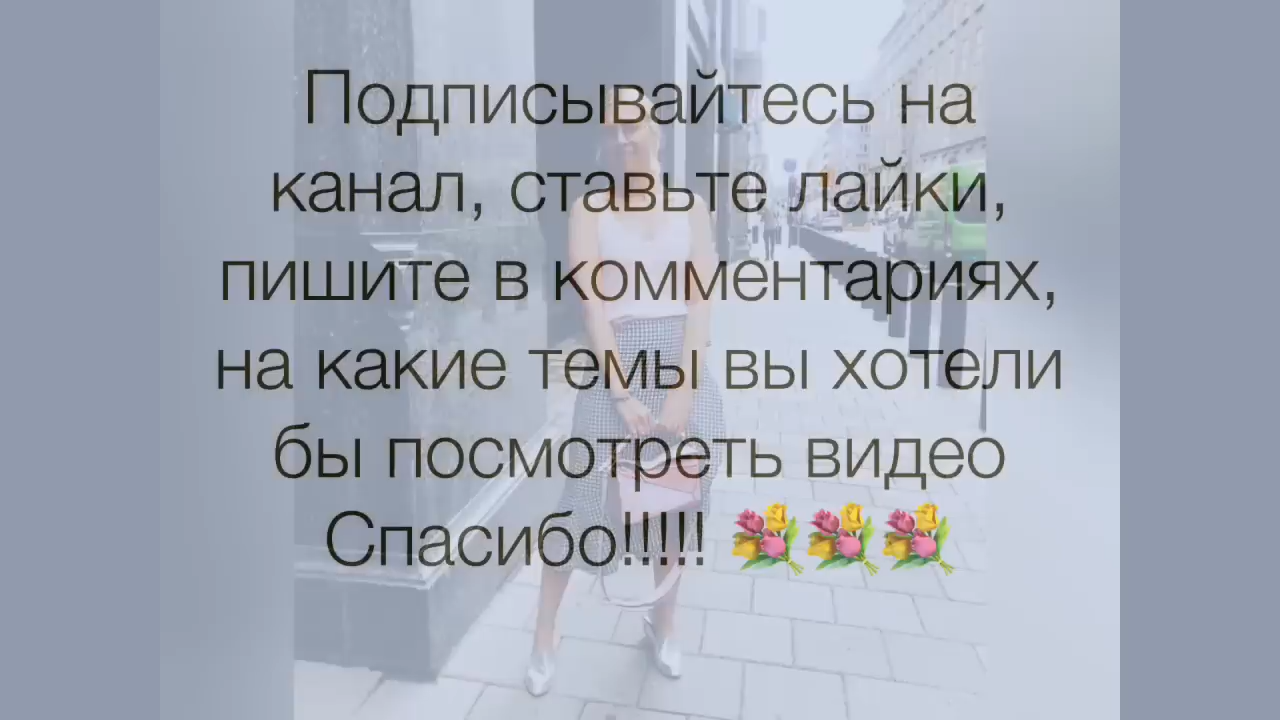 Подписывайтесь на
канал, ставьте лайки,
пишите в комментариях,
на какие темы вы хотели
бы посмотреть видео
Спасибо!!!!! 💐💐💐